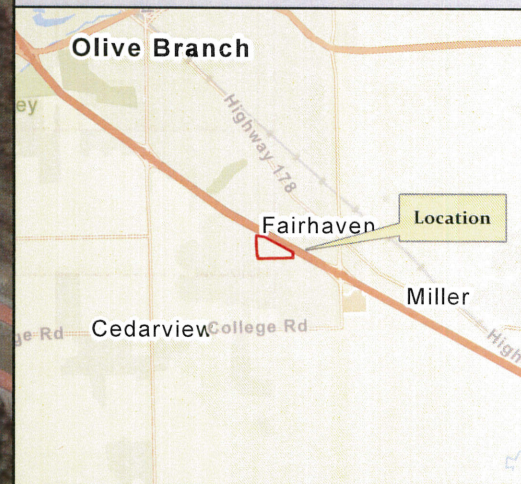 Olive Branch
ey
Highway 178
Fairhaven
Location
Miller
Cedarview
College Rd
ge Rd
High